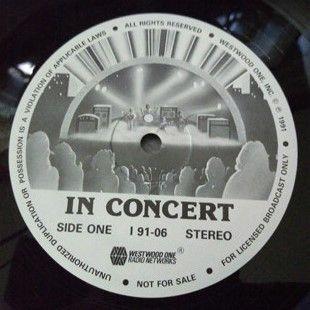 • ALL RIGHTS RESERVED • WESTWOOD ONE, INC. © ℗ 1991
• FOR LICENSED BROADCAST ONLY •
NOT FOR SALE •
UNAUTHORIZED DUPLICATION OR POSSESSION IS A VIOLATION OF APPLICABLE LAWS
IN CONCERT
SIDE ONE I 91-06 STEREO
WESTWOOD ONE
RADIO NETWORKS